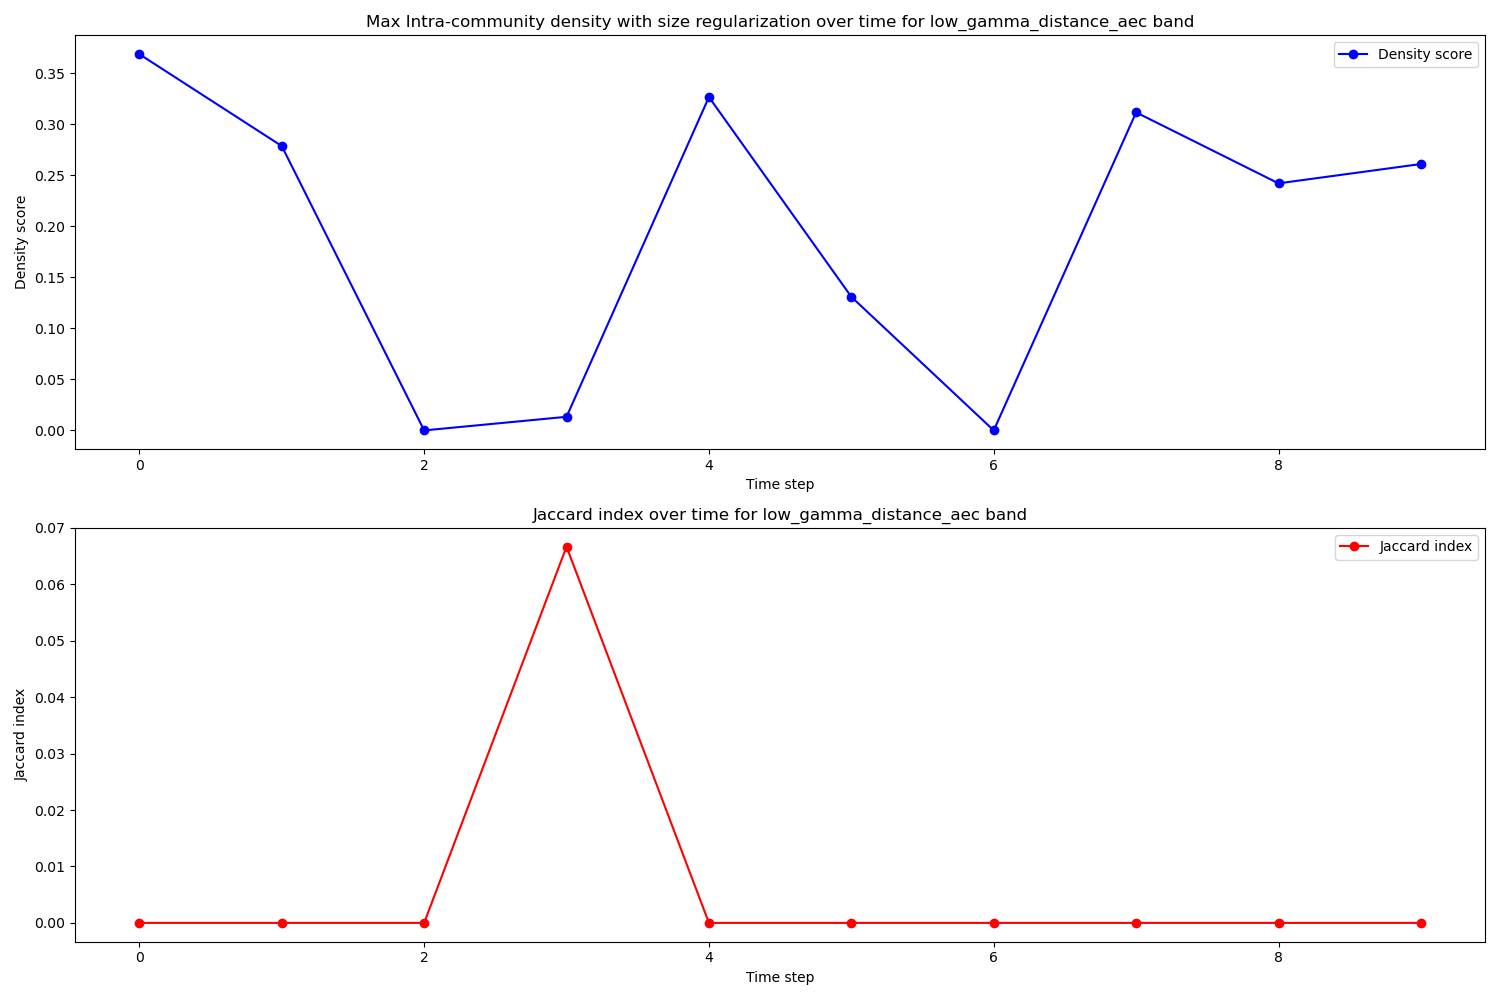 Max Intra-community density with size regularization over time for low_gamma_distance_aec band
Density score
0.35
0.30
0.25
0.20
0.15
0.10
0.05
0.00
Density score
0 2 4 6 8
Time step
Jaccard index over time for low_gamma_distance_aec band
Jaccard index
0.07
0.06
0.05
0.04
0.03
0.02
0.01
0.00
Jaccard index
0 2 4 6 8
Time step